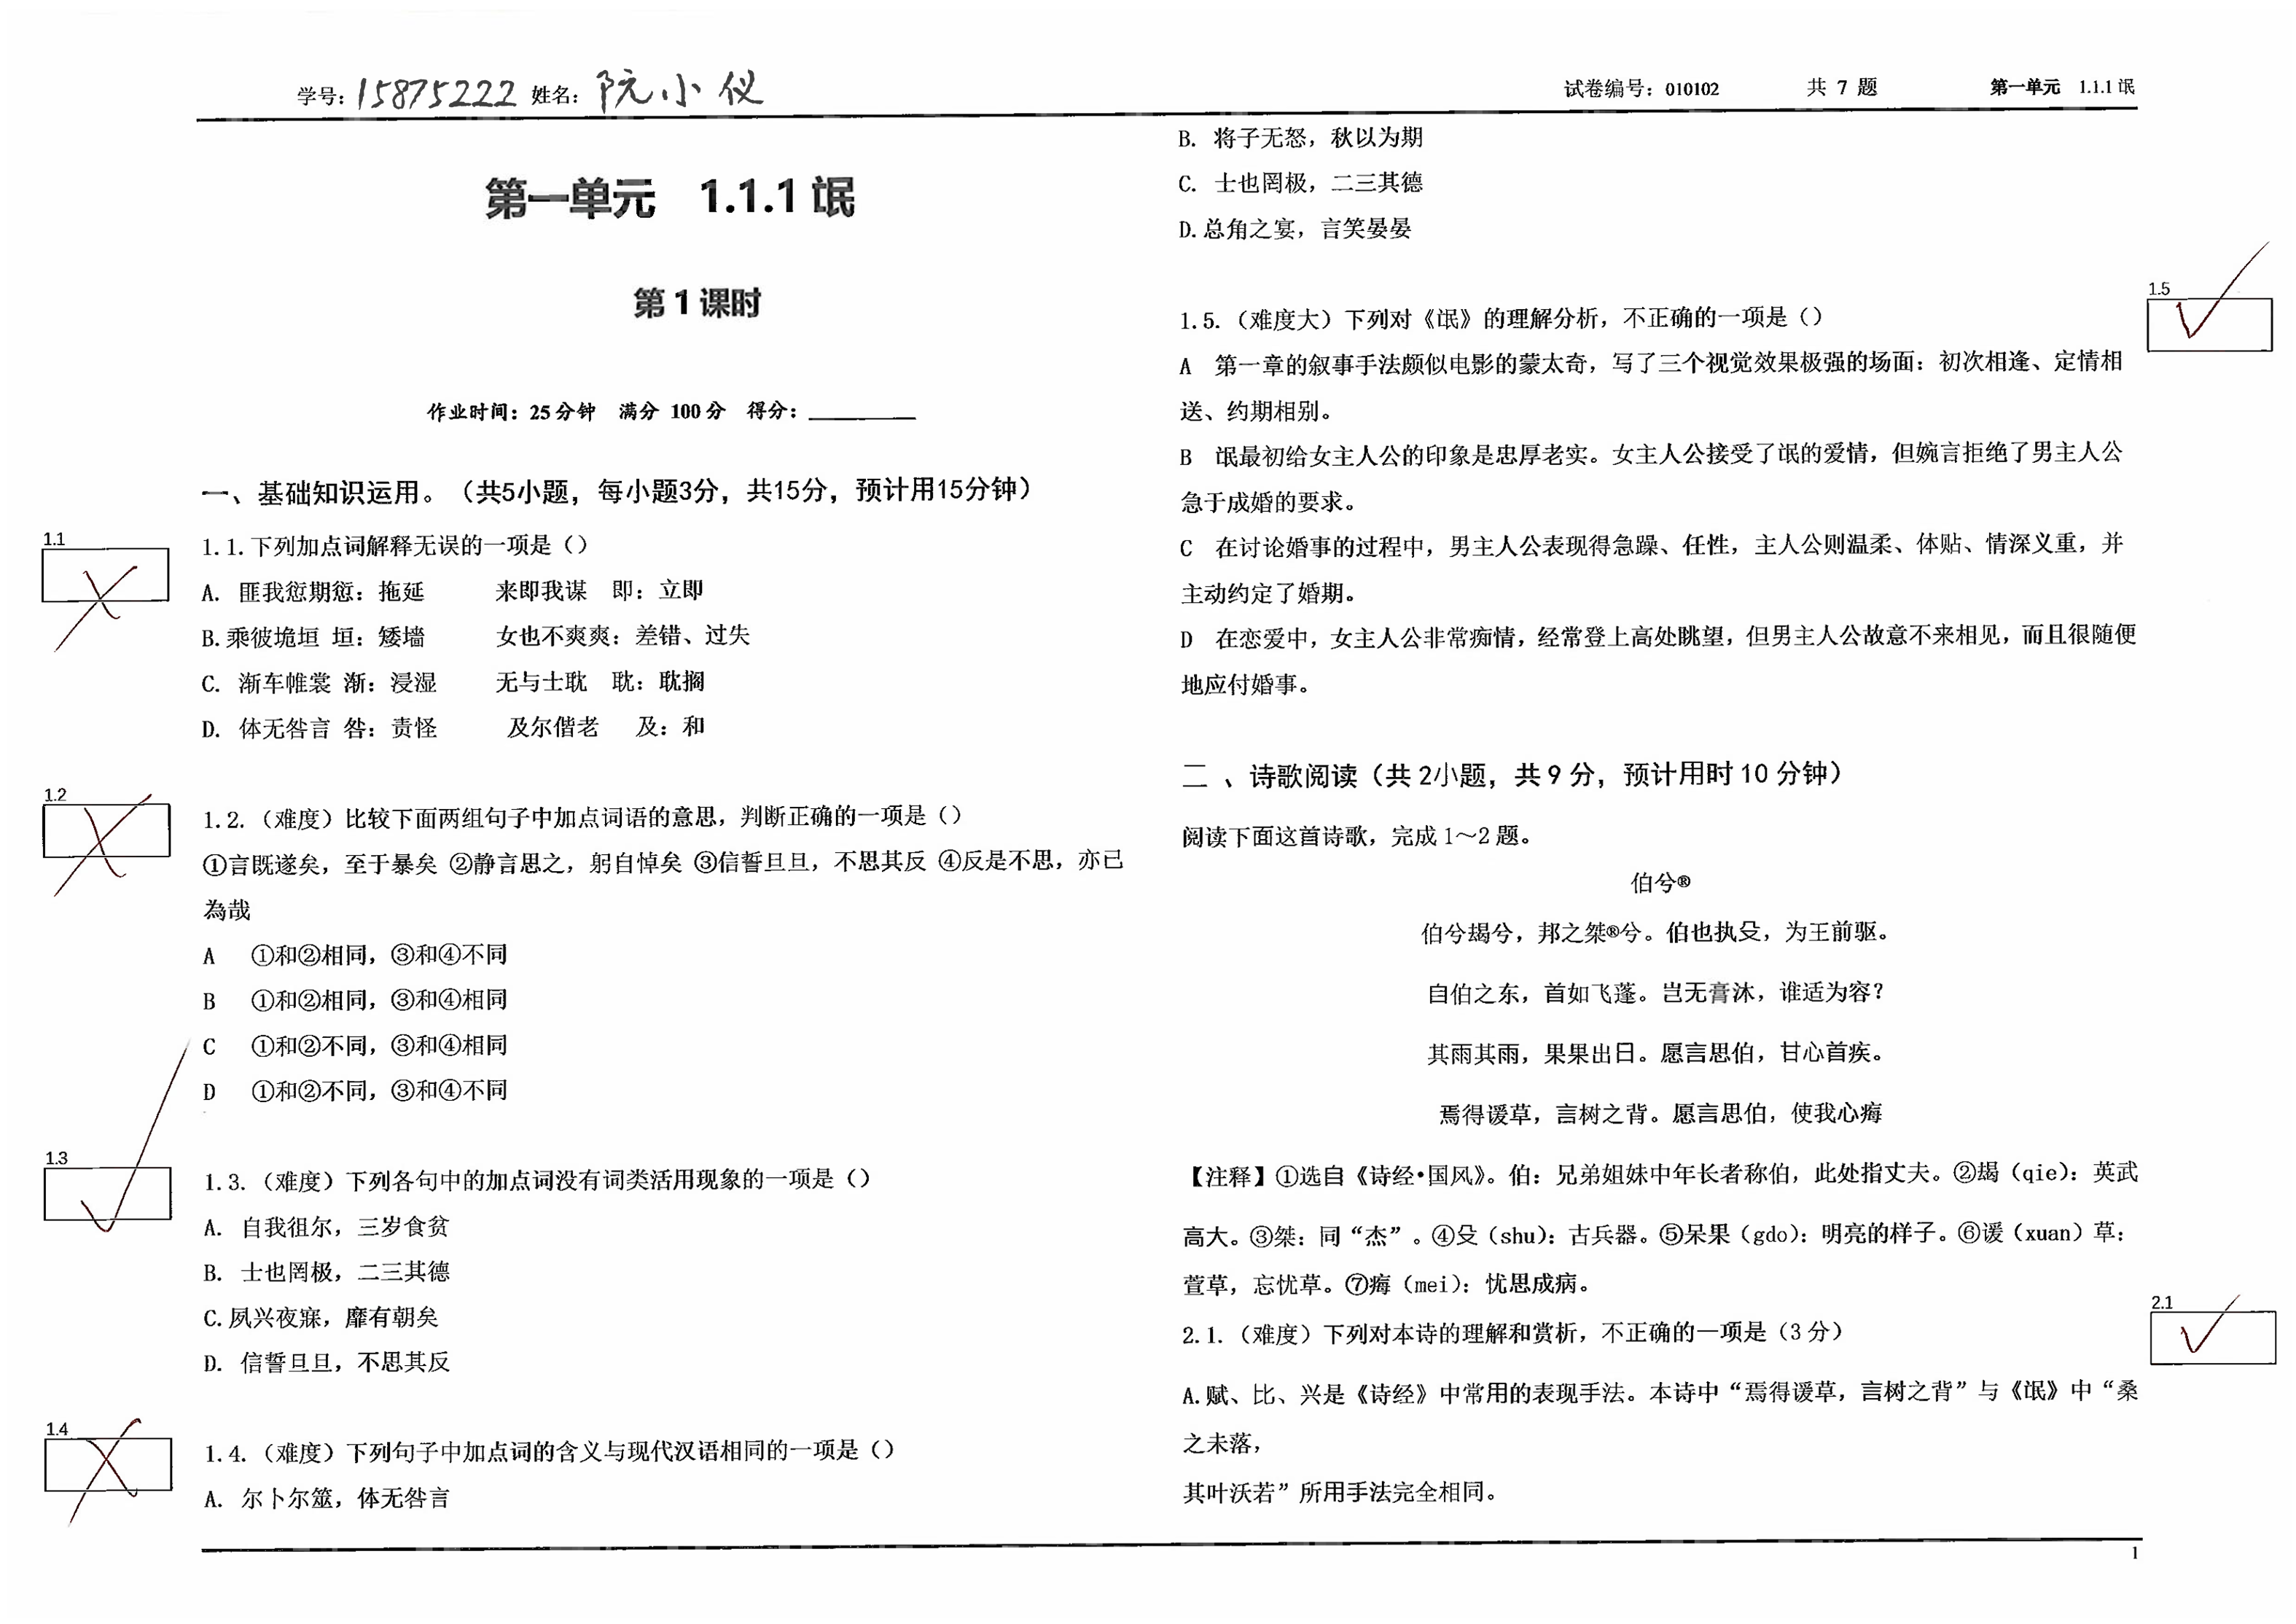 学号：15875222 姓名：阮小仪
试卷编号：010102 共 7 题 第一单元 1.1.1 氓
第一单元 1.1.1 氓
第 1 课时
作业时间：25 分钟 满分 100 分 得分：
一、基础知识运用。（共5小题，每小题3分，共15分，预计用15分钟）
1.1
1.1. 下列加点词解释无误的一项是（）
A. 匪我愆期愆：拖延 来即我谋 即：立即
B. 乘彼垝垣 垣：矮墙 女也不爽爽：差错、过失
C. 渐车帷裳 渐：浸湿 无与士耽 耽：耽搁
D. 体无咎言 咎：责怪 及尔偕老 及：和
1.2
1.2. （难度）比较下面两组句子中加点词语的意思，判断正确的一项是（）
①言既遂矣，至于暴矣 ②静言思之，躬自悼矣 ③信誓旦旦，不思其反 ④反是不思，亦已
為哉
A ①和②相同，③和④不同
B ①和②相同，③和④相同
C ①和②不同，③和④相同
D ①和②不同，③和④不同
1.3
1.3. （难度）下列各句中的加点词没有词类活用现象的一项是（）
A. 自我徂尔，三岁食贫
B. 士也罔极，二三其德
C. 夙兴夜寐，靡有朝矣
D. 信誓旦旦，不思其反
1.4
1.4. （难度）下列句子中加点词的含义与现代汉语相同的一项是（）
A. 尔卜尔筮，体无咎言
B. 将子无怒，秋以为期
C. 士也罔极，二三其德
D. 总角之宴，言笑晏晏
1.5
1.5. （难度大）下列对《氓》的理解分析，不正确的一项是（）
A 第一章的叙事手法颇似电影的蒙太奇，写了三个视觉效果极强的场面：初次相逢、定情相
送、约期相别。
B 氓最初给女主人公的印象是忠厚老实。女主人公接受了氓的爱情，但婉言拒绝了男主人公
急于成婚的要求。
C 在讨论婚事的过程中，男主人公表现得急躁、任性，主人公则温柔、体贴、情深义重，并
主动约定了婚期。
D 在恋爱中，女主人公非常痴情，经常登上高处眺望，但男主人公故意不来相见，而且很随便
地应付婚事。
二 、诗歌阅读（共 2小题，共 9 分，预计用时 10 分钟）
阅读下面这首诗歌，完成 1～2 题。
伯兮®
伯兮朅兮，邦之桀®兮。伯也执殳，为王前驱。
自伯之东，首如飞蓬。岂无膏沐，谁适为容？
其雨其雨，果果出日。愿言思伯，甘心首疾。
焉得谖草，言树之背。愿言思伯，使我心痗
【注释】①选自《诗经•国风》。伯：兄弟姐妹中年长者称伯，此处指丈夫。②朅（qie）：英武
高大。③桀：同“杰”。④殳（shu）：古兵器。⑤呆果（gdo）：明亮的样子。⑥谖（xuan）草：
萱草，忘忧草。⑦痗（mei）：忧思成病。
2.1
2.1. （难度）下列对本诗的理解和赏析，不正确的一项是（3 分）
A. 赋、比、兴是《诗经》中常用的表现手法。本诗中“焉得谖草，言树之背”与《氓》中“桑
之未落，
其叶沃若”所用手法完全相同。
1